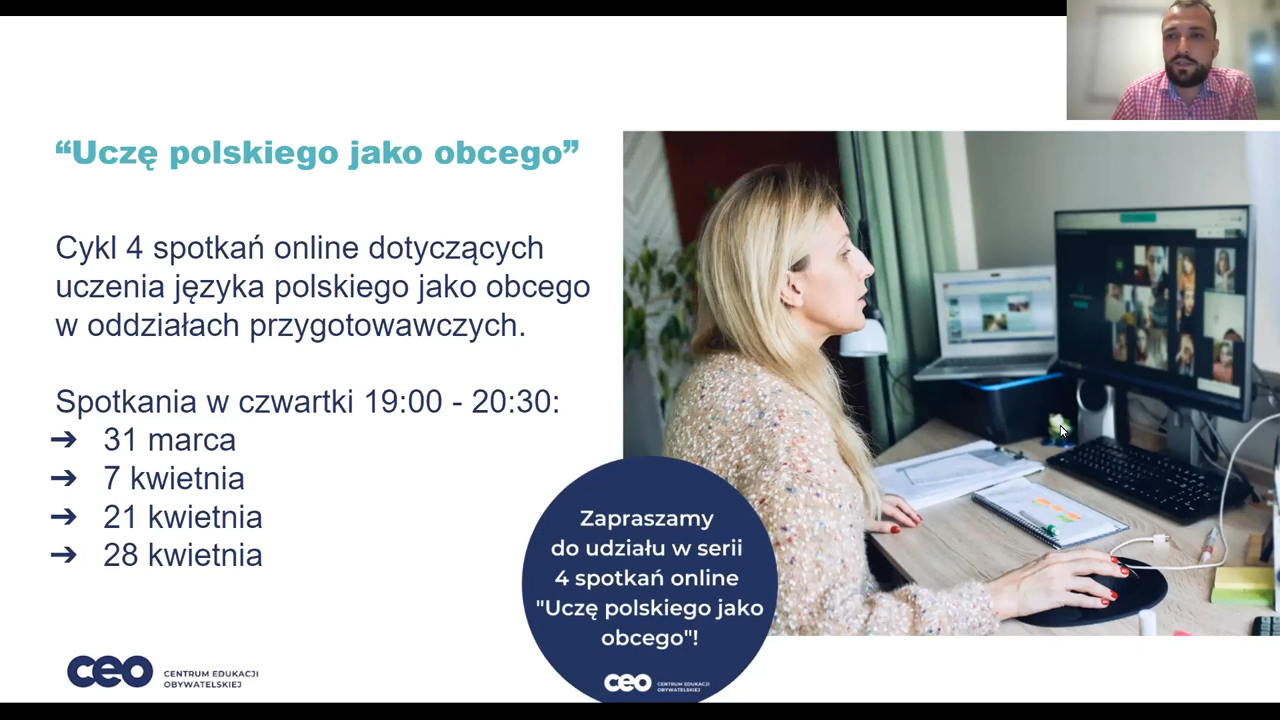 “Uczę polskiego jako obcego”
Cykl 4 spotkań online dotyczących
uczenia języka polskiego jako obcego
w oddziałach przygotowawczych.
Spotkania w czwartki 19:00 - 20:30:
➔ 31 marca
➔ 7 kwietnia
➔ 21 kwietnia
➔ 28 kwietnia
Zapraszamy
do udziału w serii
4 spotkań online
"Uczę polskiego jako
obcego"!
ceo CENTRUM EDUKACJI
OBYWATELSKIEJ
ceo CENTRUM EDUKACJI
OBYWATELSKIEJ